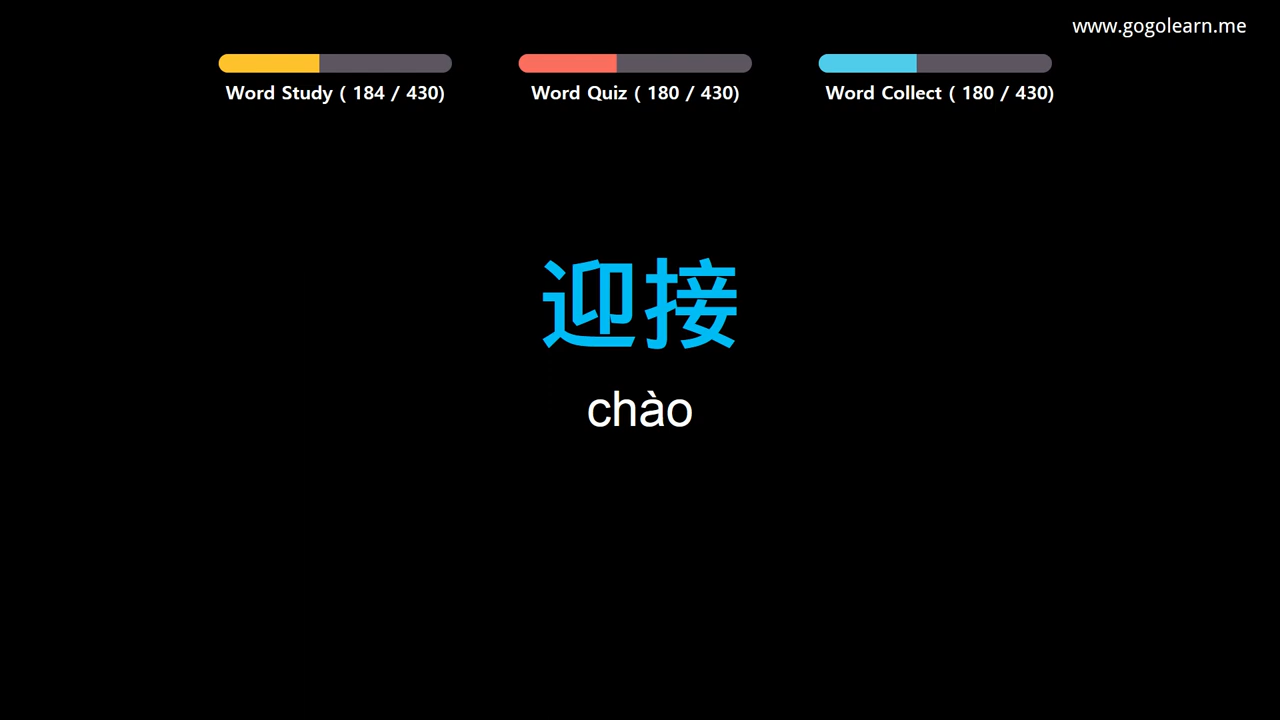 www.gogolearn.me
Word Study ( 184 / 430)
Word Quiz ( 180 / 430)
Word Collect ( 180 / 430)
迎接
chào